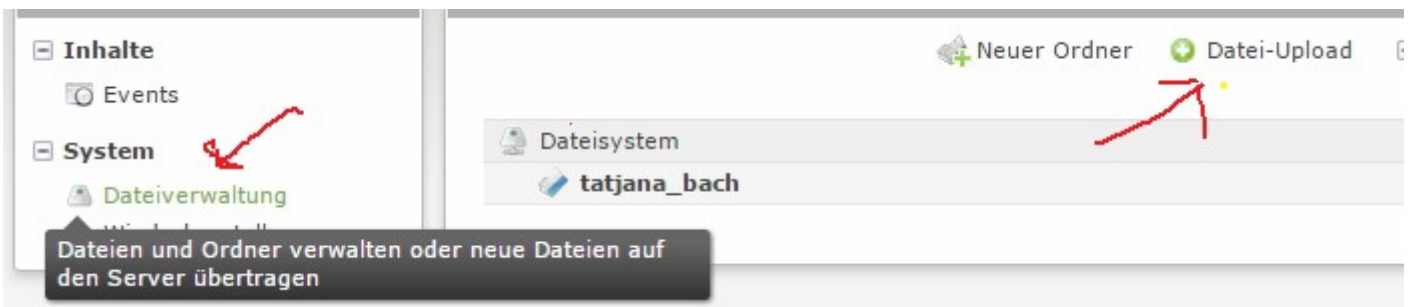 Inhalte
Events
System
Dateiverwaltung
Dateien und Ordner verwalten oder neue Dateien auf
den Server übertragen
Neuer Ordner
Datei-Upload
Dateisystem
tatjana_bach